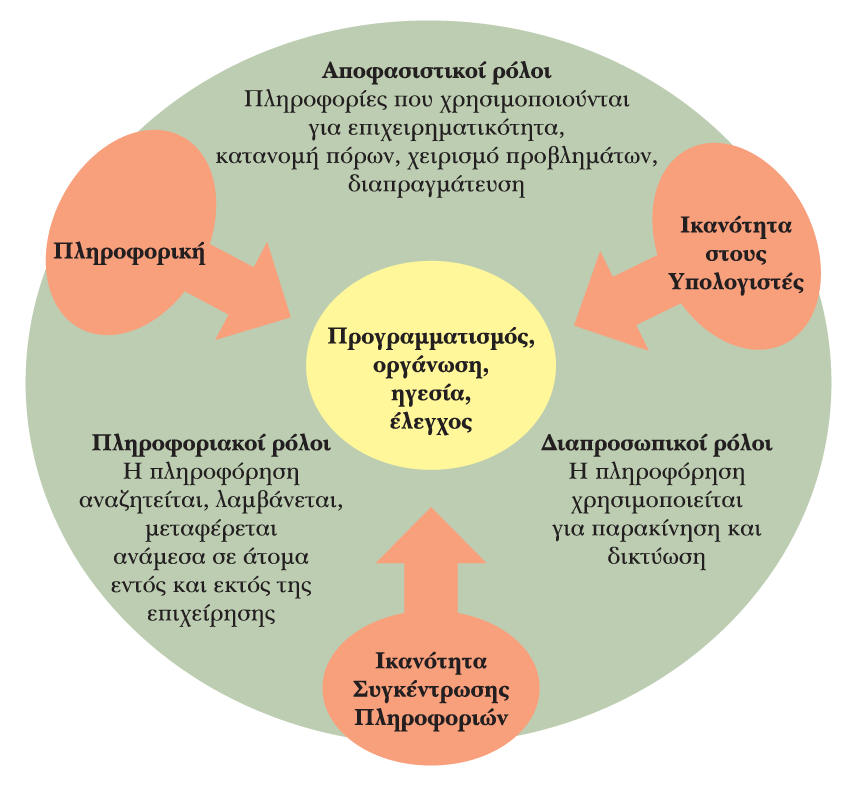 Αποφασιστικοί ρόλοι
Πληροφορίες που χρησιμοποιούνται
για επιχειρηματικότητα,
κατανομή πόρων, χειρισμό προβλημάτων,
διαπραγμάτευση
Πληροφορική
Ικανότητα
στους
Υπολογιστές
Προγραμματισμός,
οργάνωση,
ηγεσία,
έλεγχος
Πληροφοριακοί ρόλοι
Η πληροφόρηση
αναζητείται, λαμβάνεται,
μεταφέρεται
ανάμεσα σε άτομα
εντός και εκτός της
επιχείρησης
Διαπροσωπικοί ρόλοι
Η πληροφόρηση
χρησιμοποιείται
για παρακίνηση και
δικτύωση
Ικανότητα
Συγκέντρωσης
Πληροφοριών